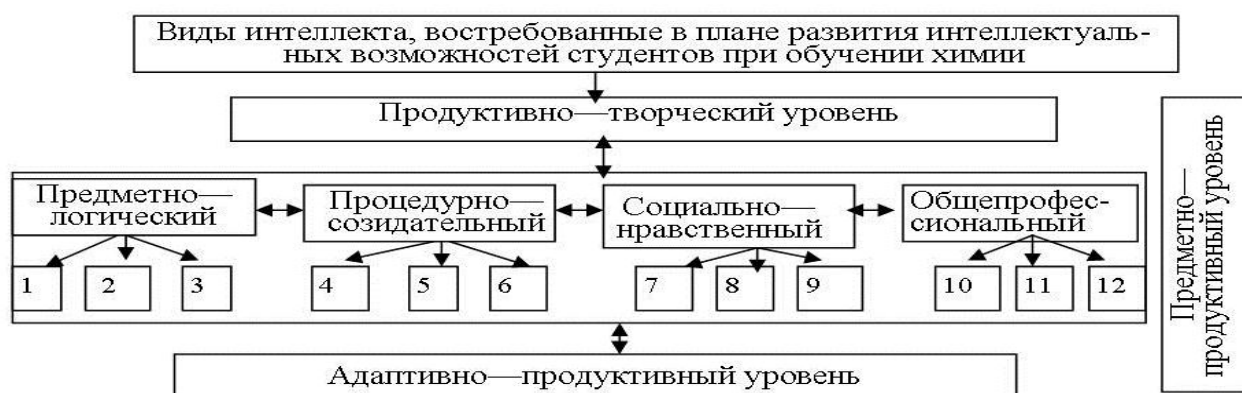 Виды интеллекта, востребованные в плане развития интеллектуаль-
ных возможностей студентов при обучении химии
Продуктивно—творческий уровень
Предметно—
логический
Процедурно—
созидательный
Социально—
нравственный
Общепрофес-
сиональный
1 2 3 4 5 6 7 8 9 10 11 12
Адаптивно—продуктивный уровень
Предметно—
продуктивный уровень